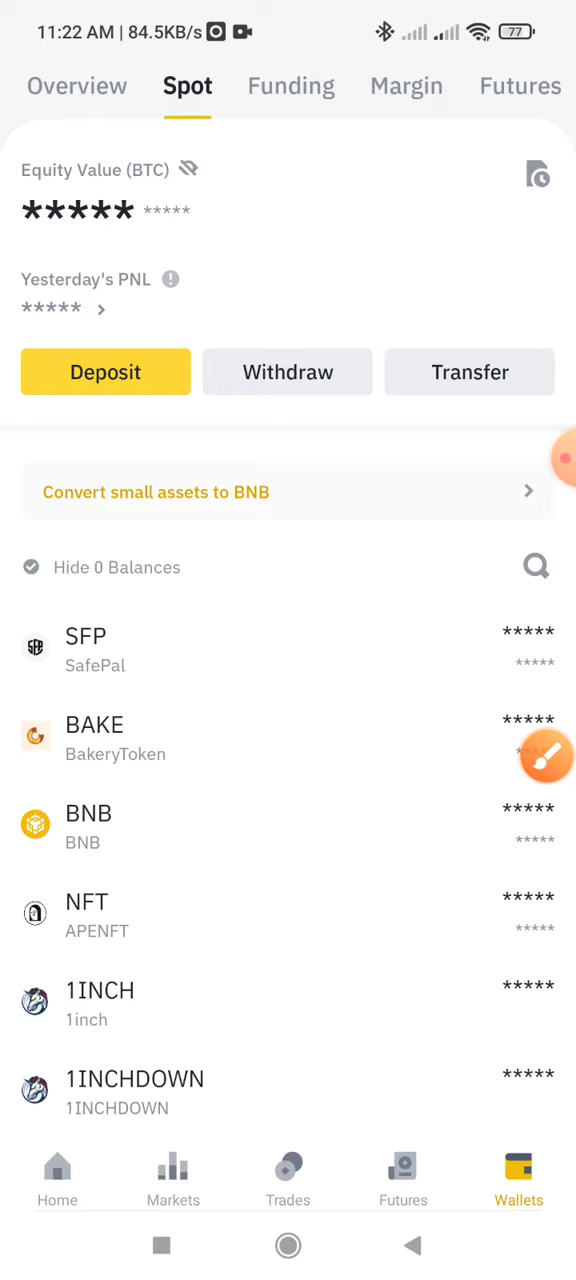 11:22 AM | 84.5KB/s 77
Overview Spot Funding Margin Futures
Equity Value (BTC)
***** *****
Yesterday's PNL
*****
Deposit Withdraw Transfer
Convert small assets to BNB
Hide 0 Balances
SFP *****
SafePal *****
BAKE *****
BakeryToken
BNB *****
BNB *****
NFT *****
APENFT *****
1INCH *****
1inch
1INCHDOWN *****
1INCHDOWN
Home Markets Trades Futures Wallets